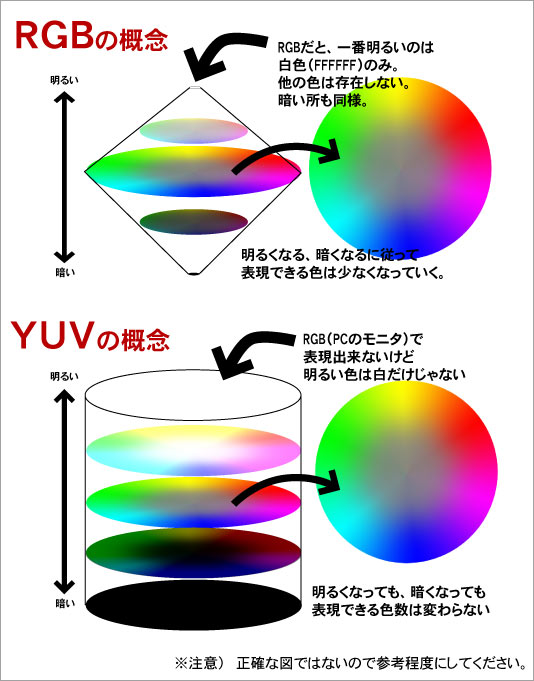 RGBの概念
RGBだと、一番明るいのは
白色(FFFFFF)のみ。
他の色は存在しない。
暗い所も同様。
明るい
暗い
明るくなる、暗くなるに従って
表現できる色は少なくなっていく。
YUVの概念
RGB(PCのモニタ)で
表現出来ないけど
明るい色は白だけじゃない
明るい
暗い
明るくなっても、暗くなっても
表現できる色数は変わらない
※注意) 正確な図ではないので参考程度にしてください。